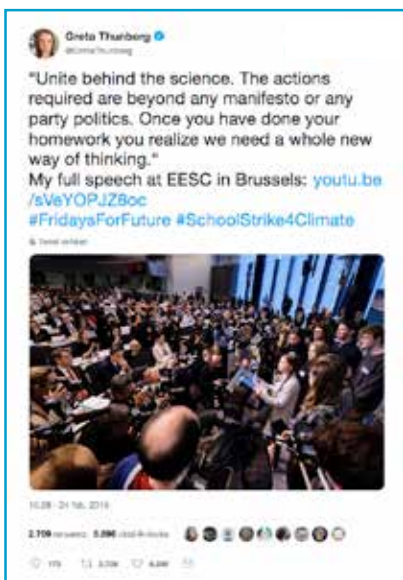 Greta Thunberg
@GretaThunberg
"Unite behind the science. The actions
required are beyond any manifesto or any
party politics. Once you have done your
homework you realize we need a whole new
way of thinking."
My full speech at EESC in Brussels: youtu.be
/sVeYOPJZ8oc
#FridaysForFuture #SchoolStrike4Climate